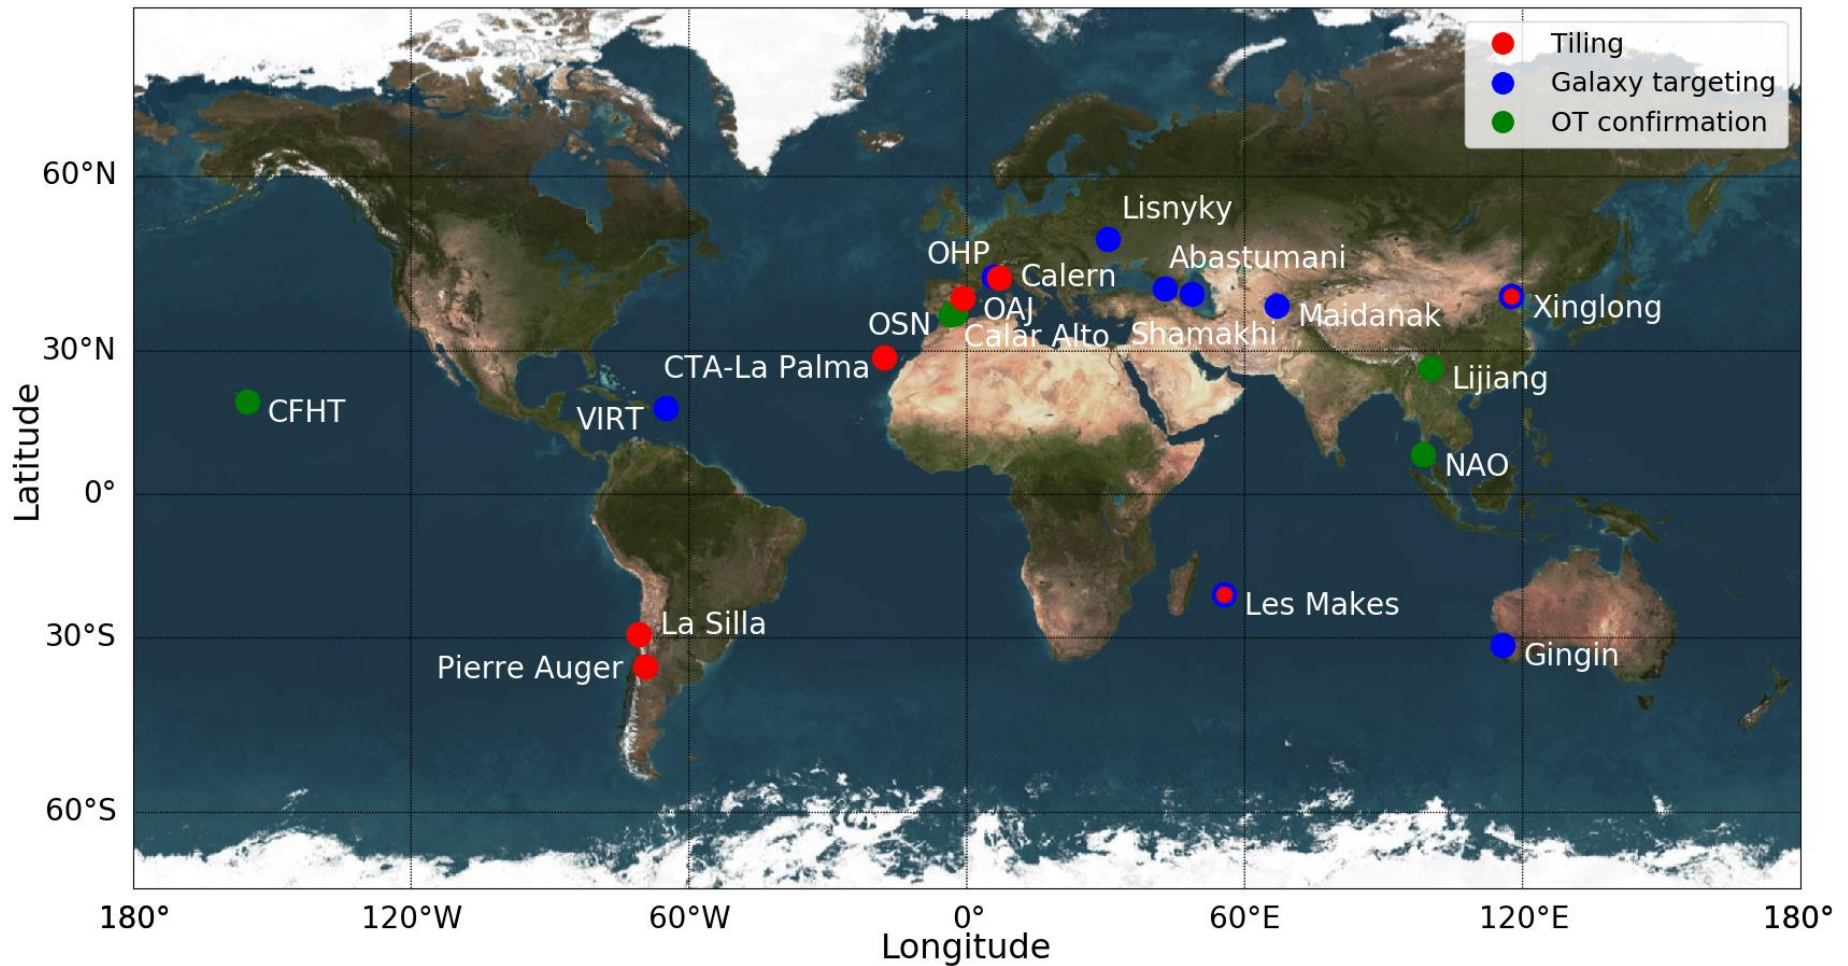 Tiling
Galaxy targeting
OT confirmation
60°N
Lisnyky
OHP
Abastumani
Calern
OAJ
Xinglong
Maidanak
OSN
Calar Alto
Shamakhi
30°N
CTA-La Palma
Lijiang
CFHT
VIRT
NAO
Latitude
0°
Les Makes
La Silla
30°S
Gingin
Pierre Auger
60°S
180°
120°W
60°W
0°
60°E
120°E
180°
Longitude